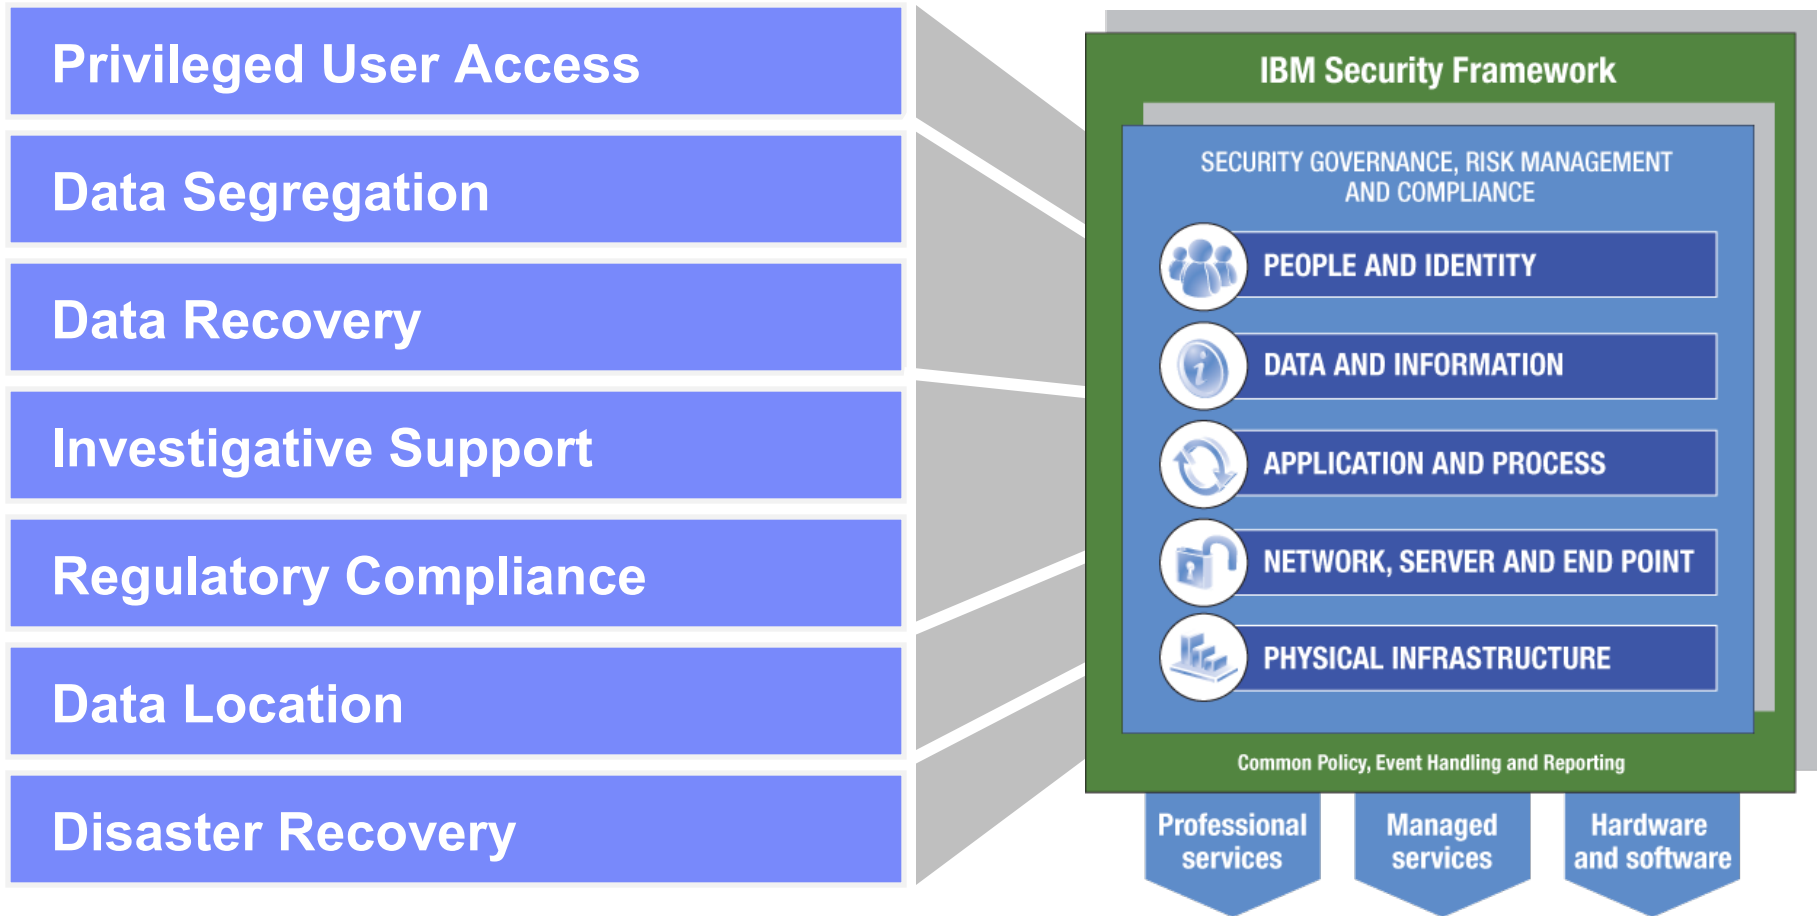 Privileged User Access
Data Segregation
Data Recovery
Investigative Support
Regulatory Compliance
Data Location
Disaster Recovery
IBM Security Framework
SECURITY GOVERNANCE, RISK MANAGEMENT
AND COMPLIANCE
PEOPLE AND IDENTITY
DATA AND INFORMATION
APPLICATION AND PROCESS
NETWORK, SERVER AND END POINT
PHYSICAL INFRASTRUCTURE
Common Policy, Event Handling and Reporting
Professional
services
Managed
services
Hardware
and software